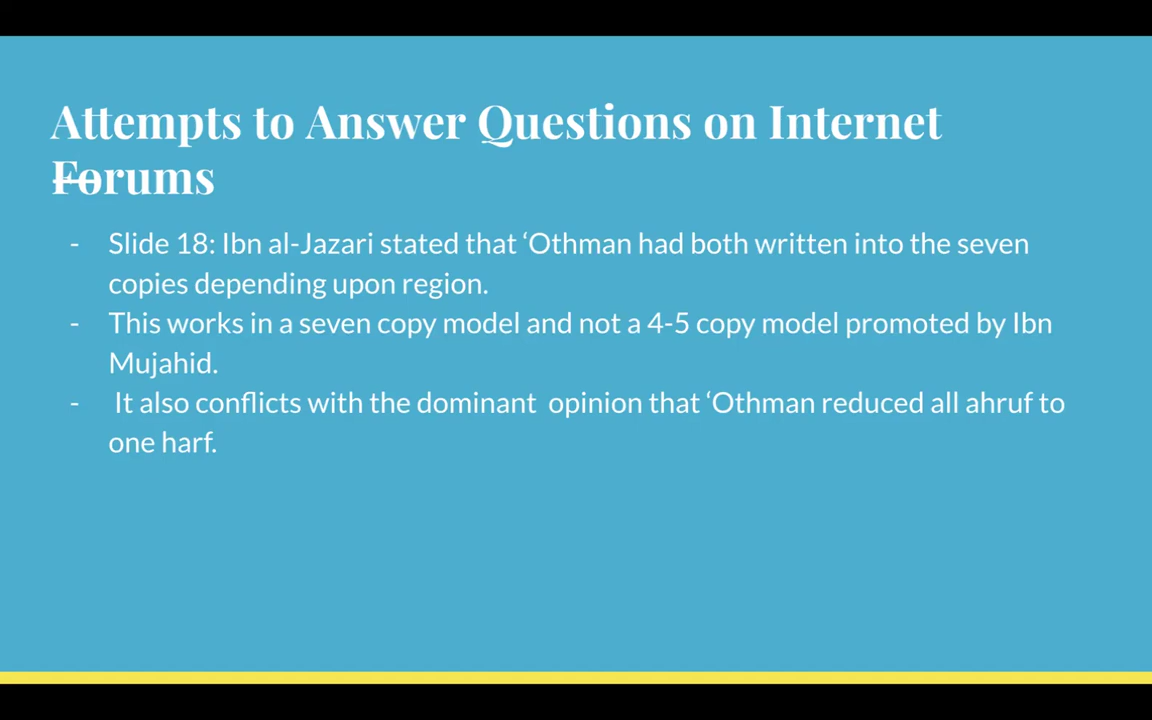 Attempts to Answer Questions on Internet
Forums
- Slide 18: Ibn al-Jazari stated that ‘Othman had both written into the seven
copies depending upon region.
- This works in a seven copy model and not a 4-5 copy model promoted by Ibn
Mujahid.
- It also conflicts with the dominant  opinion that ‘Othman reduced all ahruf to
one harf.